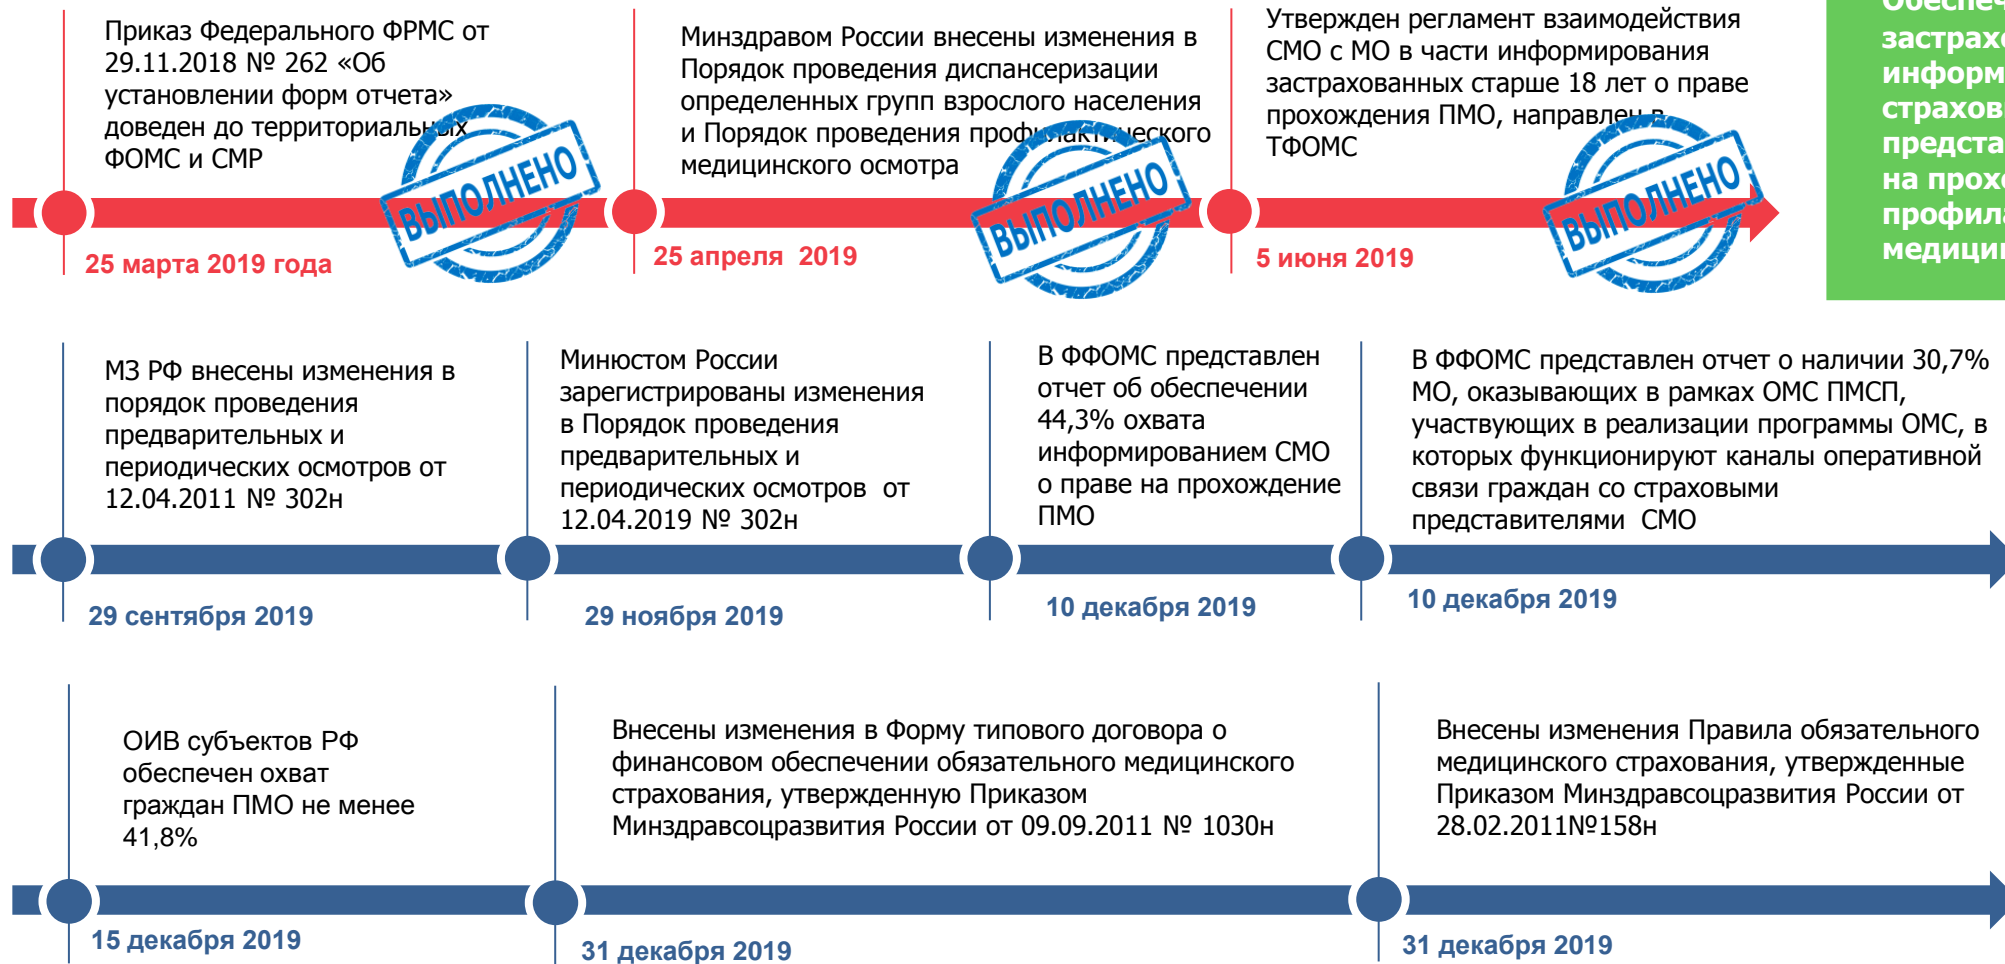 Приказ Федерального ФРМС от
29.11.2018 № 262 «Об
установлении форм отчета»
доведен до территориальных
ФОМС и СМР
ВЫПОЛНЕНО
25 марта 2019 года
Минздравом России внесены изменения в
Порядок проведения диспансеризации
определенных групп взрослого населения
и Порядок проведения профилактического
медицинского осмотра
ВЫПОЛНЕНО
25 апреля 2019
Утвержден регламент взаимодействия
СМО с МО в части информирования
застрахованных старше 18 лет о праве
прохождения ПМО, направлен в
ТФОМС
ВЫПОЛНЕНО
5 июня 2019
МЗ РФ внесены изменения в
порядок проведения
предварительных и
периодических осмотров от
12.04.2011 № 302н
29 сентября 2019
Минюстом России
зарегистрированы изменения
в Порядок проведения
предварительных и
периодических осмотров от
12.04.2019 № 302н
29 ноября 2019
В ФФОМС представлен
отчет об обеспечении
44,3% охвата
информированием СМО
о праве на прохождение
ПМО
10 декабря 2019
В ФФОМС представлен отчет о наличии 30,7%
МО, оказывающих в рамках ОМС ПМСП,
участвующих в реализации программы ОМС, в
которых функционируют каналы оперативной
связи граждан со страховыми
представителями СМО
10 декабря 2019
ОИВ субъектов РФ
обеспечен охват
граждан ПМО не менее
41,8%
15 декабря 2019
Внесены изменения в Форму типового договора о
финансовом обеспечении обязательного медицинского
страхования, утвержденную Приказом
Минздравсоцразвития России от 09.09.2011 № 1030н
31 декабря 2019
Внесены изменения Правила обязательного
медицинского страхования, утвержденные
Приказом Минздравсоцразвития России от
28.02.2011№158н
31 декабря 2019